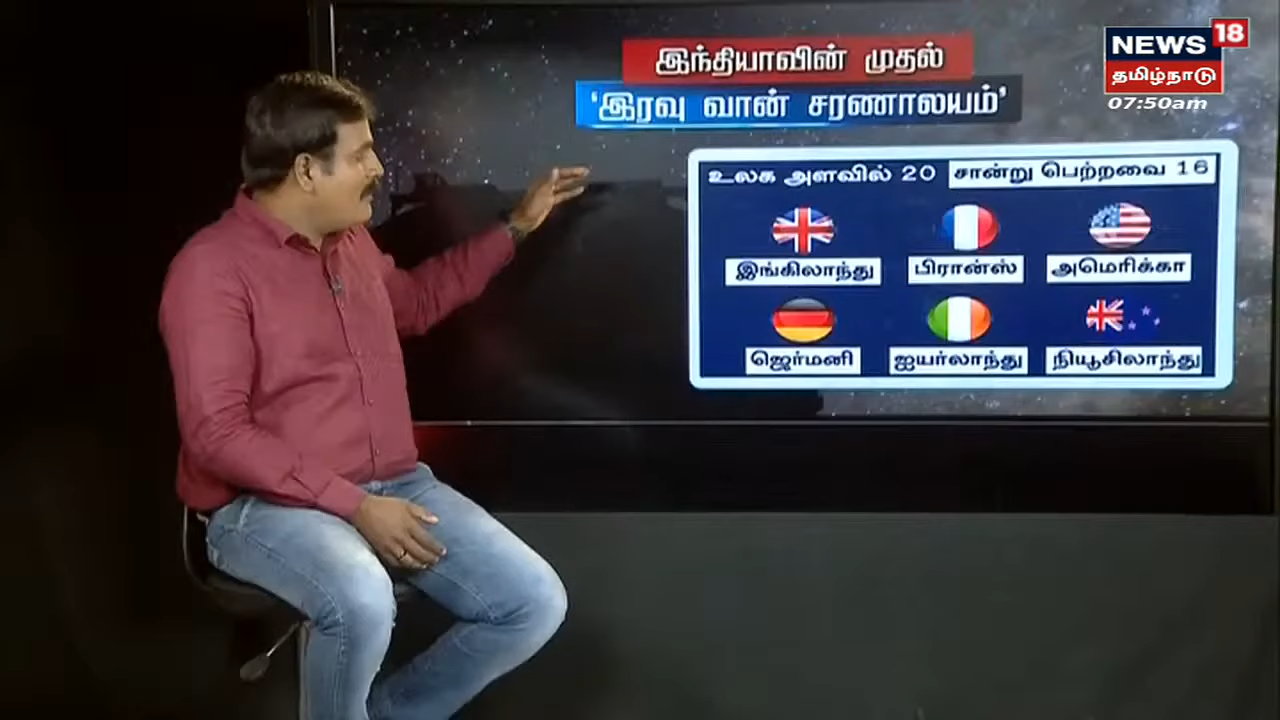 NEWS 18
தமிழ்நாடு
07:50am
இந்தியாவின் முதல்
‘இரவு வான் சரணாலயம்’
உலக அளவில் 20 சான்று பெற்றவை 16
இங்கிலாந்து பிரான்ஸ் அமெரிக்கா
ஜெர்மனி ஐயர்லாந்து நியூசிலாந்து